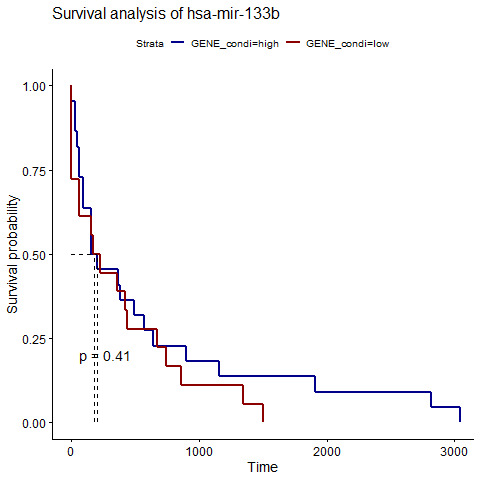 Survival analysis of hsa-mir-133b
Strata GENE_condi=high GENE_condi=low
1.00
0.75
0.50
0.25
0.00
Survival probability
p = 0.41
0 1000 2000 3000
Time